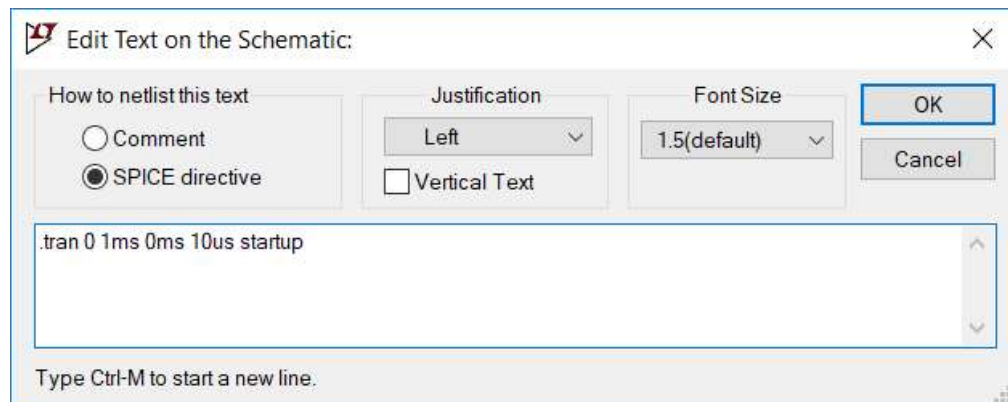 Edit Text on the Schematic:
How to netlist this text
Justification
Font Size
OK
Comment
Left
1.5(default)
SPICE directive
Vertical Text
Cancel
.tran 0 1ms 0ms 10us startup
Type Ctrl-M to start a new line.